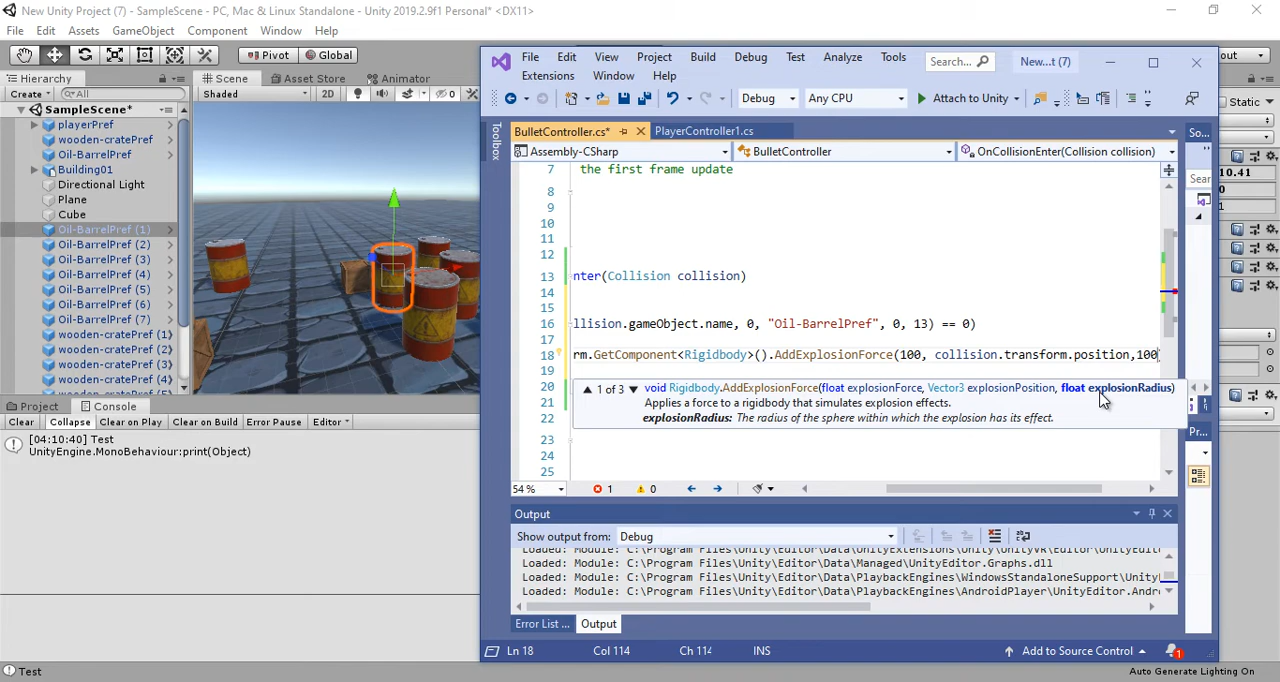 New Unity Project (7) - SampleScene - PC, Mac & Linux Standalone - Unity 2019.2.9f1 Personal* <DX11>
File Edit Assets GameObject Component Window Help
Pivot Global
Hierarchy
Create All
SampleScene*
playerPref
wooden-cratePref
Oil-BarrelPref
Building01
Directional Light
Plane
Cube
Oil-BarrelPref (1)
Oil-BarrelPref (2)
Oil-BarrelPref (3)
Oil-BarrelPref (4)
Oil-BarrelPref (5)
Oil-BarrelPref (6)
Oil-BarrelPref (7)
wooden-cratePref (1)
wooden-cratePref (2)
wooden-cratePref (3)
wooden-cratePref (4)
Scene Asset Store Animator
Shaded 2D 0
Project Console
Clear Collapse Clear on Play Clear on Build Error Pause Editor
[04:10:40] Test
UnityEngine.MonoBehaviour:print(Object)
Test
File Edit View Project Build Debug Test Analyze Tools
Extensions Window Help
Search... New...t (7)
Debug Any CPU Attach to Unity
Toolbox
BulletController.cs* PlayerController1.cs
Assembly-CSharp BulletController OnCollisionEnter(Collision collision)
7 the first frame update
8
9
10
11
12
13 nter(Collision collision)
14
15
16 llision.gameObject.name, 0, "Oil-BarrelPref", 0, 13) == 0)
17
18 rm.GetComponent<Rigidbody>().AddExplosionForce(100, collision.transform.position,100
19
20
21
1 of 3 void Rigidbody.AddExplosionForce(float explosionForce, Vector3 explosionPosition, float explosionRadius)
Applies a force to a rigidbody that simulates explosion effects.
explosionRadius: The radius of the sphere within which the explosion has its effect.
23
24
25
54 % 1 0
Output
Show output from: Debug
Loaded: Module: C:\Program Files\Unity\Editor\Data\Managed\UnityEditor.Graphs.dll
Loaded: Module: C:\Program Files\Unity\Editor\Data\PlaybackEngines\WindowsStandaloneSupport\Unity
Loaded: Module: C:\Program Files\Unity\Editor\Data\PlaybackEngines\AndroidPlayer\UnityEditor.Andro
Error List ... Output
Ln 18 Col 114 Ch 114 INS Add to Source Control 1
So...
Sear
Pr...
out
Static
10.41
0
1
Auto Generate Lighting On